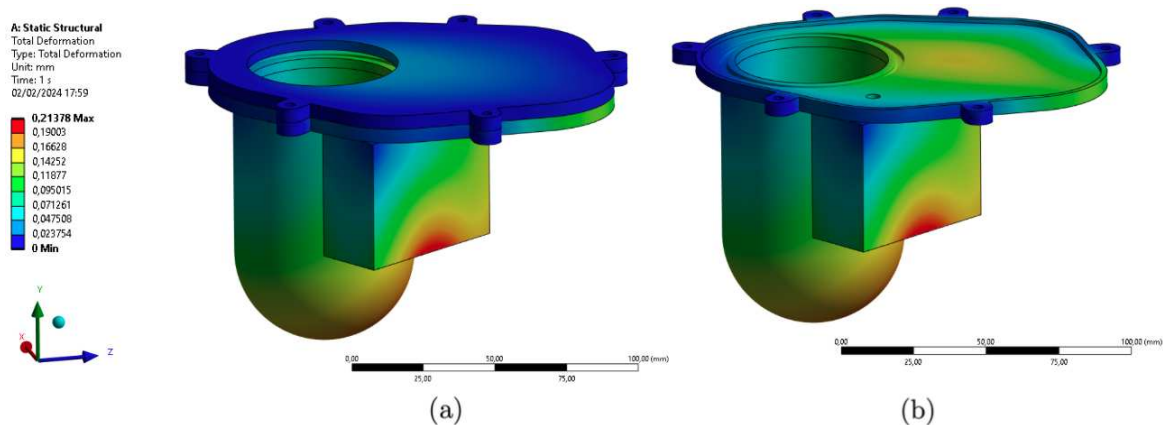 A: Static Structural
Total Deformation
Type: Total Deformation
Unit: mm
Time: 1 s
02/02/2024 17:59
0,21378 Max
0,19003
0,16628
0,14252
0,11877
0,095015
0,071261
0,047508
0,023754
0 Min
Y
X
Z
0,00 50,00 100,00 (mm)
25,00 75,00
0,00 50,00 100,00 (mm)
25,00 75,00
(a) (b)